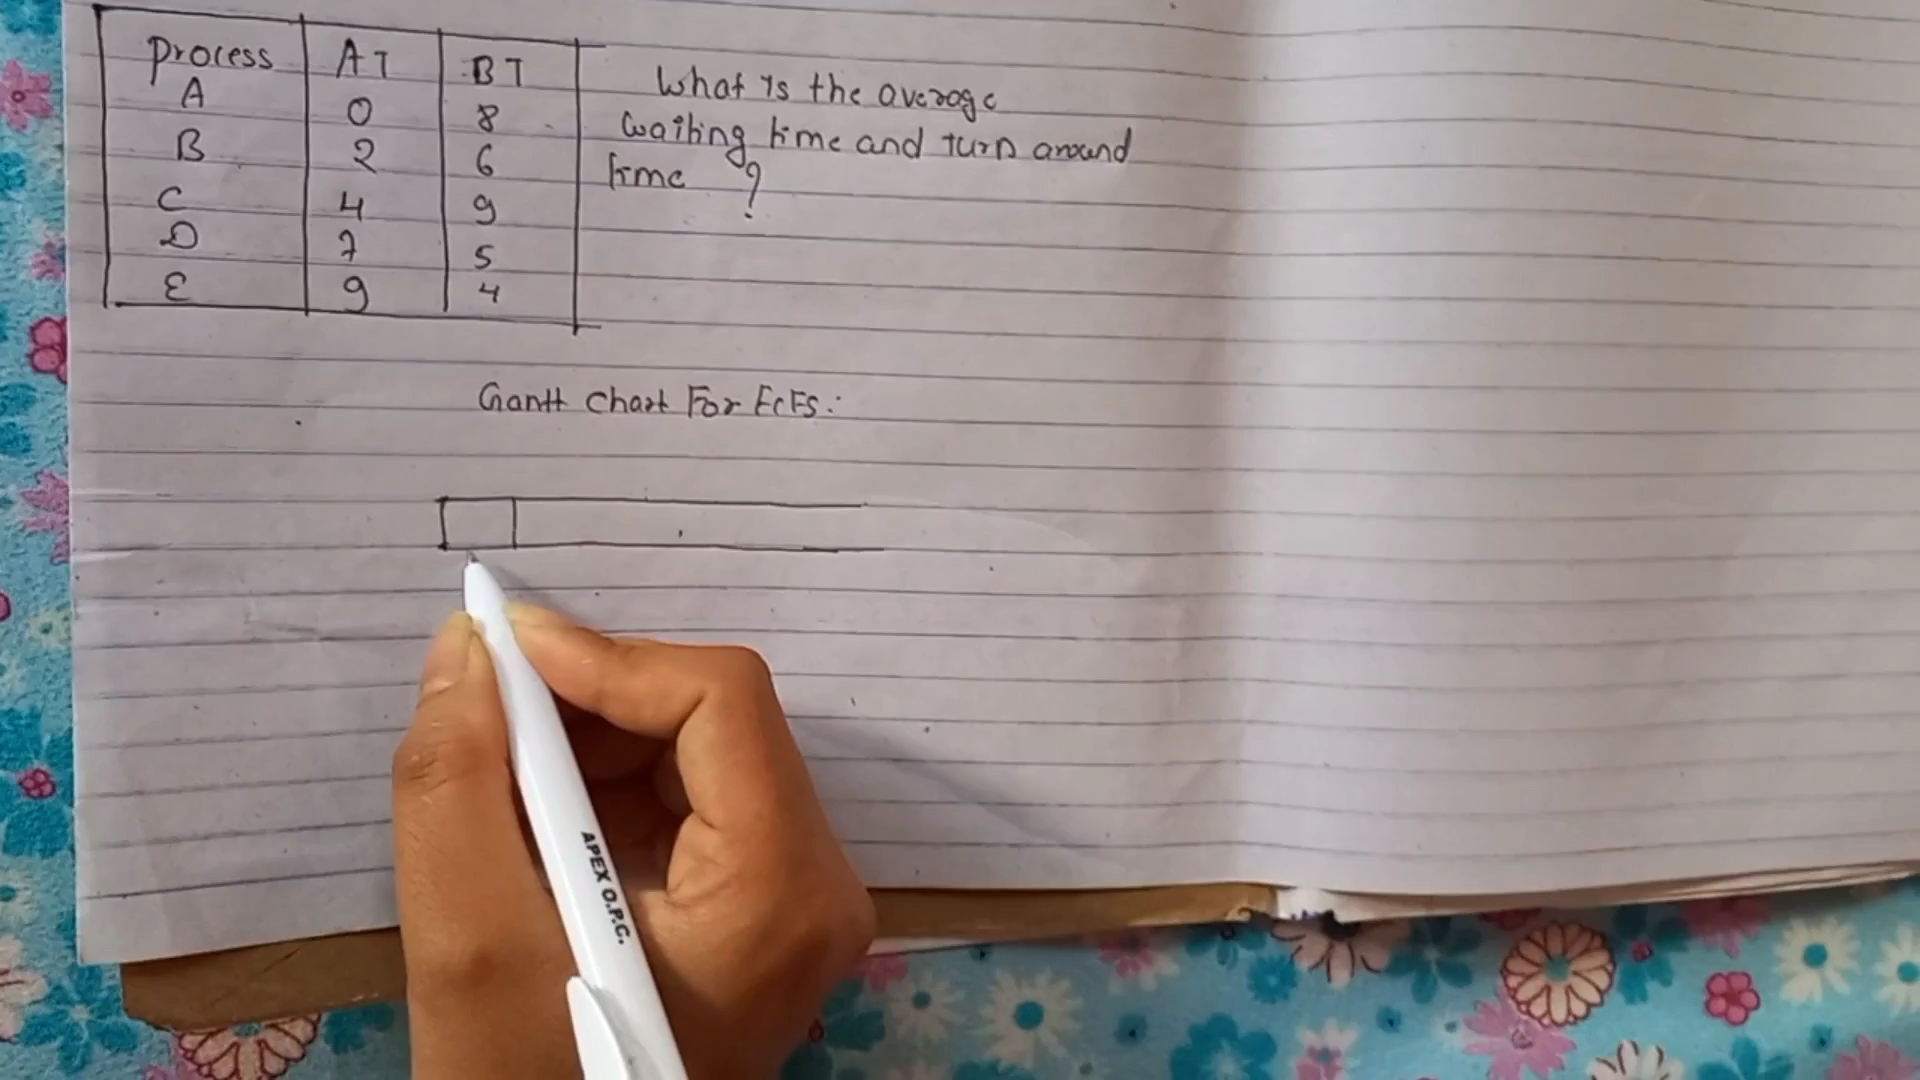 Process AT BT
A 0 8
B 2 6
C 4 9
D 7 5
E 9 4
What is the average
waiting time and turn around
time ?
Gantt Chart For FCFS:
APEX O.P.C.